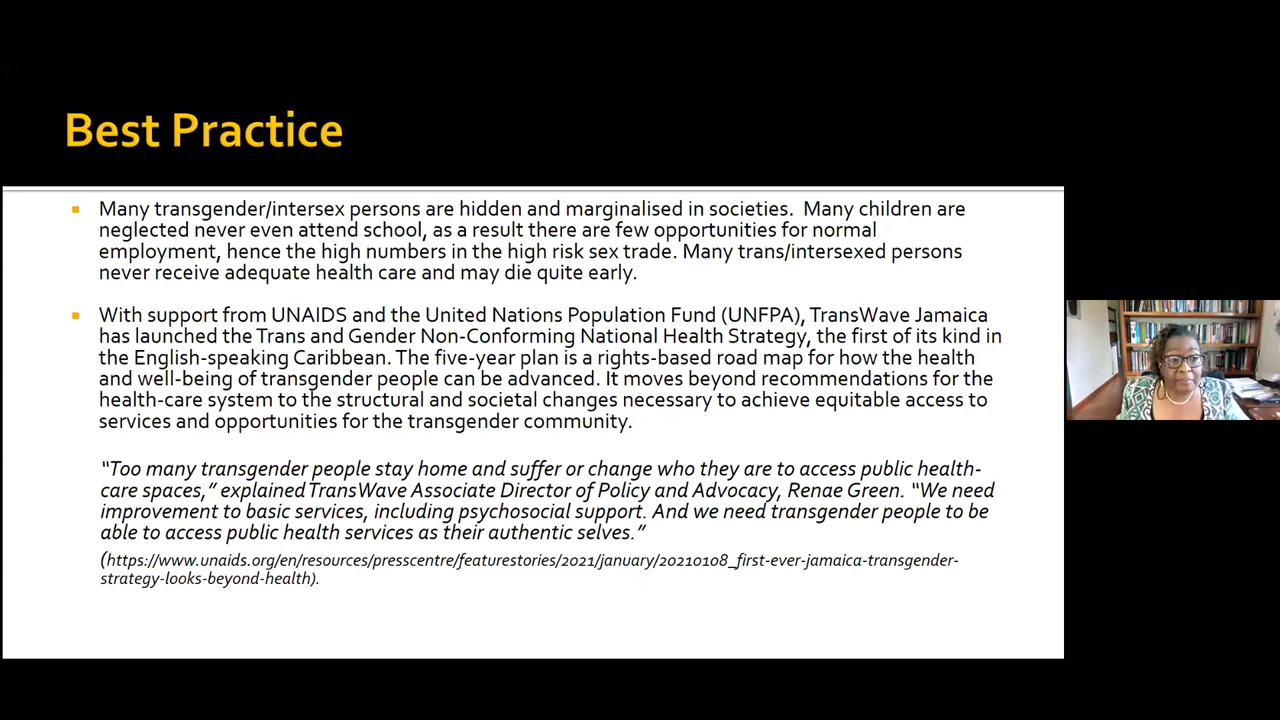 Best Practice
Many transgender/intersex persons are hidden and marginalised in societies.  Many children are
neglected never even attend school, as a result there are few opportunities for normal
employment, hence the high numbers in the high risk sex trade. Many trans/intersexed persons
never receive adequate health care and may die quite early.
With support from UNAIDS and the United Nations Population Fund (UNFPA), TransWave Jamaica
has launched the Trans and Gender Non-Conforming National Health Strategy, the first of its kind in
the English-speaking Caribbean. The five-year plan is a rights-based road map for how the health
and well-being of transgender people can be advanced. It moves beyond recommendations for the
health-care system to the structural and societal changes necessary to achieve equitable access to
services and opportunities for the transgender community.
“Too many transgender people stay home and suffer or change who they are to access public health-
care spaces,” explained TransWave Associate Director of Policy and Advocacy, Renae Green. “We need
improvement to basic services, including psychosocial support. And we need transgender people to be
able to access public health services as their authentic selves.”
(https://www.unaids.org/en/resources/presscentre/featurestories/2021/january/20210108_first-ever-jamaica-transgender-
strategy-looks-beyond-health).